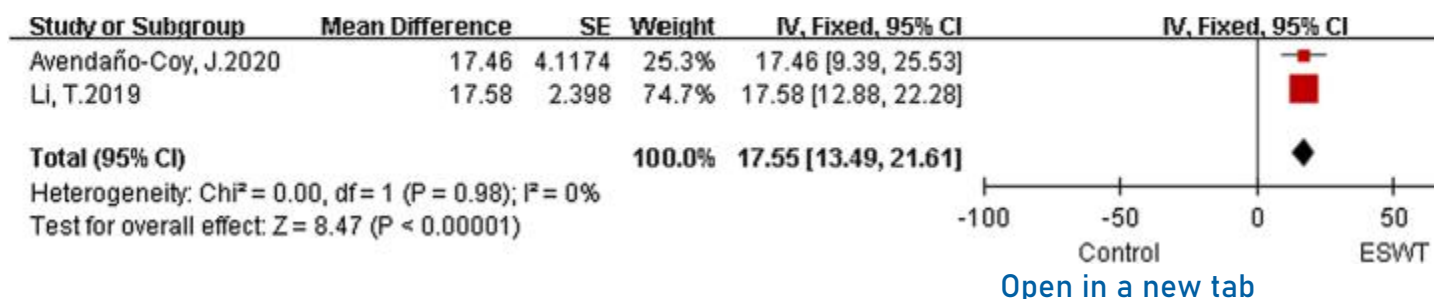 Study or Subgroup Mean Difference SE Weight IV, Fixed, 95% CI IV, Fixed, 95% CI
Avendaño-Coy, J.2020 17.46 4.1174 25.3% 17.46 [9.39, 25.53]
Li, T.2019 17.58 2.398 74.7% 17.58 [12.88, 22.28]
Total (95% CI) 100.0% 17.55 [13.49, 21.61]
Heterogeneity: Chi² = 0.00, df = 1 (P = 0.98); I² = 0%
Test for overall effect: Z = 8.47 (P < 0.00001)
-100 -50 0 50
Control ESWT
Open in a new tab